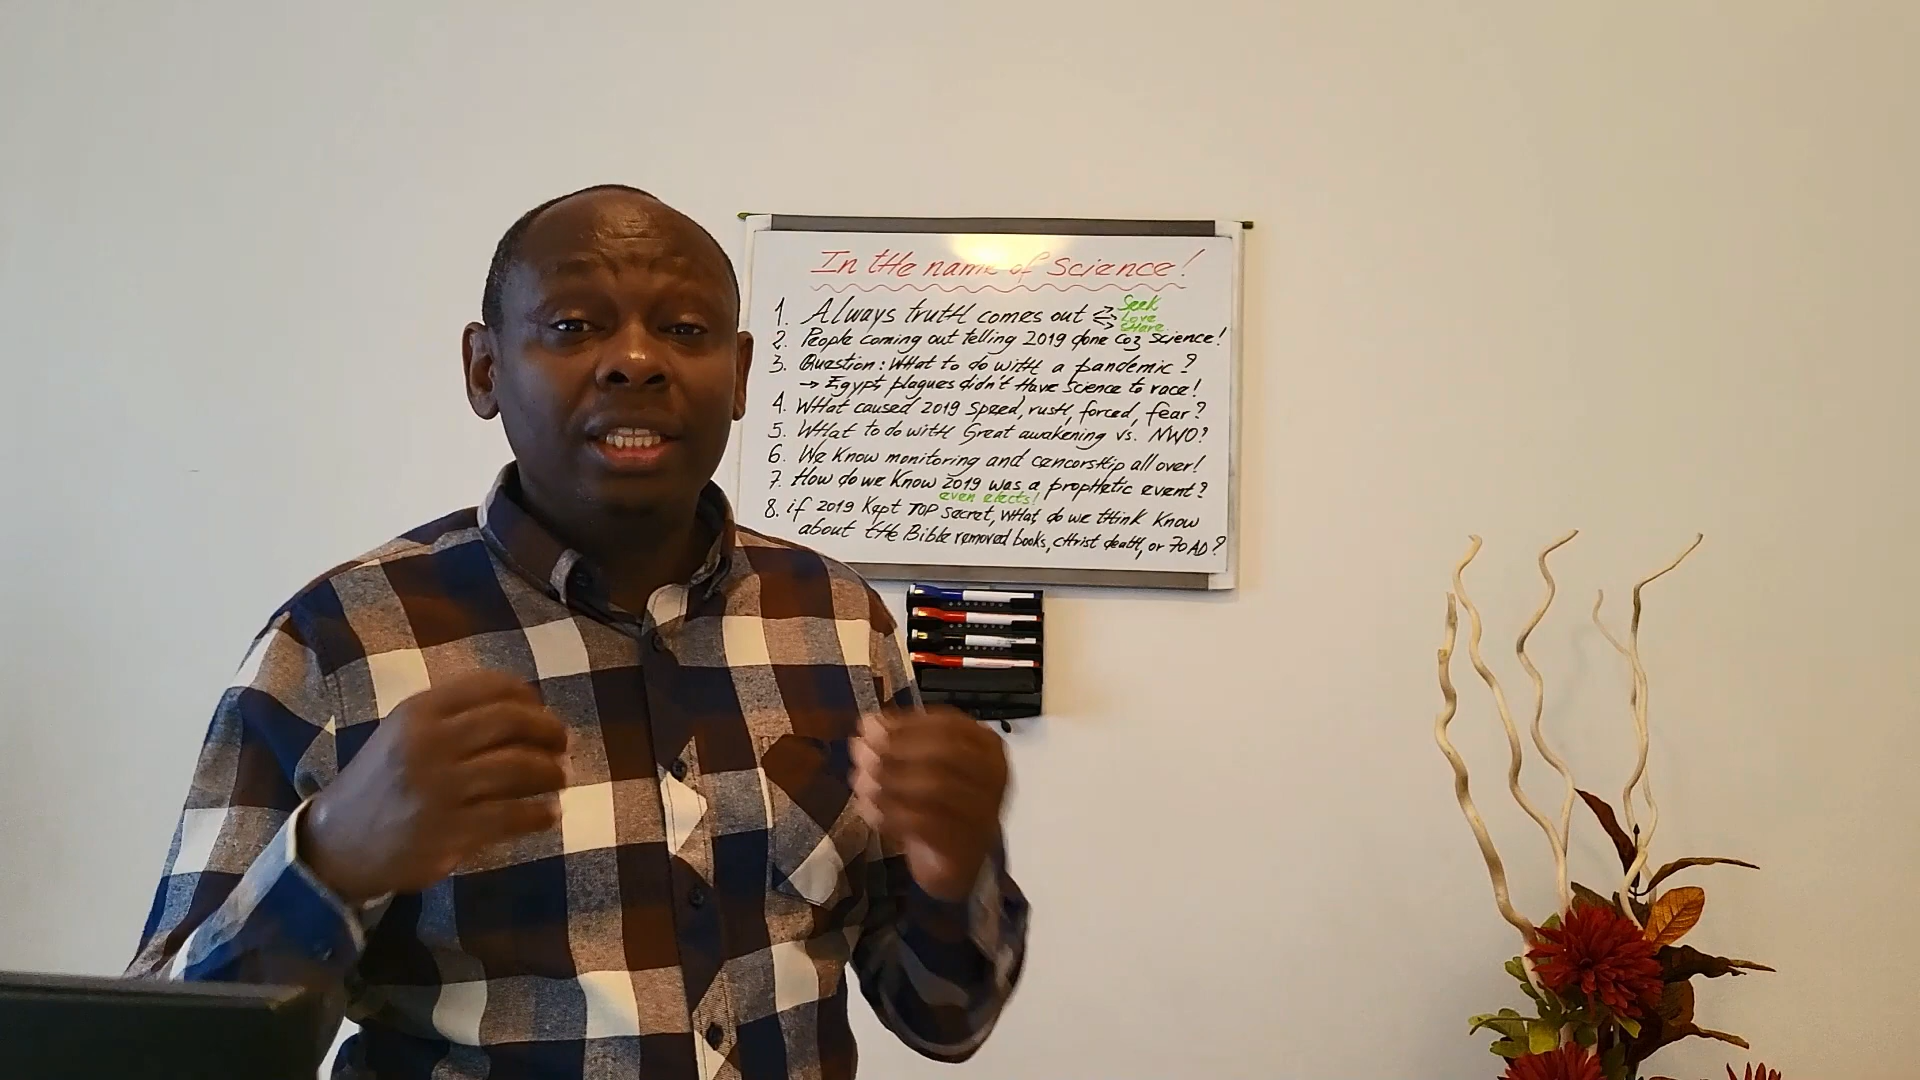 In the name of science!
1. Always truth comes out Seek
Love
Share
2. People coming out telling 2019 done coz science!
3. Question: What to do with a pandemic?
→ Egypt plagues didn't have science to race!
4. What caused 2019 speed, rush, forced, fear?
5. What to do with Great awakening vs. NWO?
6. We know monitoring and cencorship all over!
7. How do we know 2019 was a prophetic event?
even elects!
8. if 2019 kept TOP secret, what do we think know
about the Bible removed books, christ death, or 70 AD?